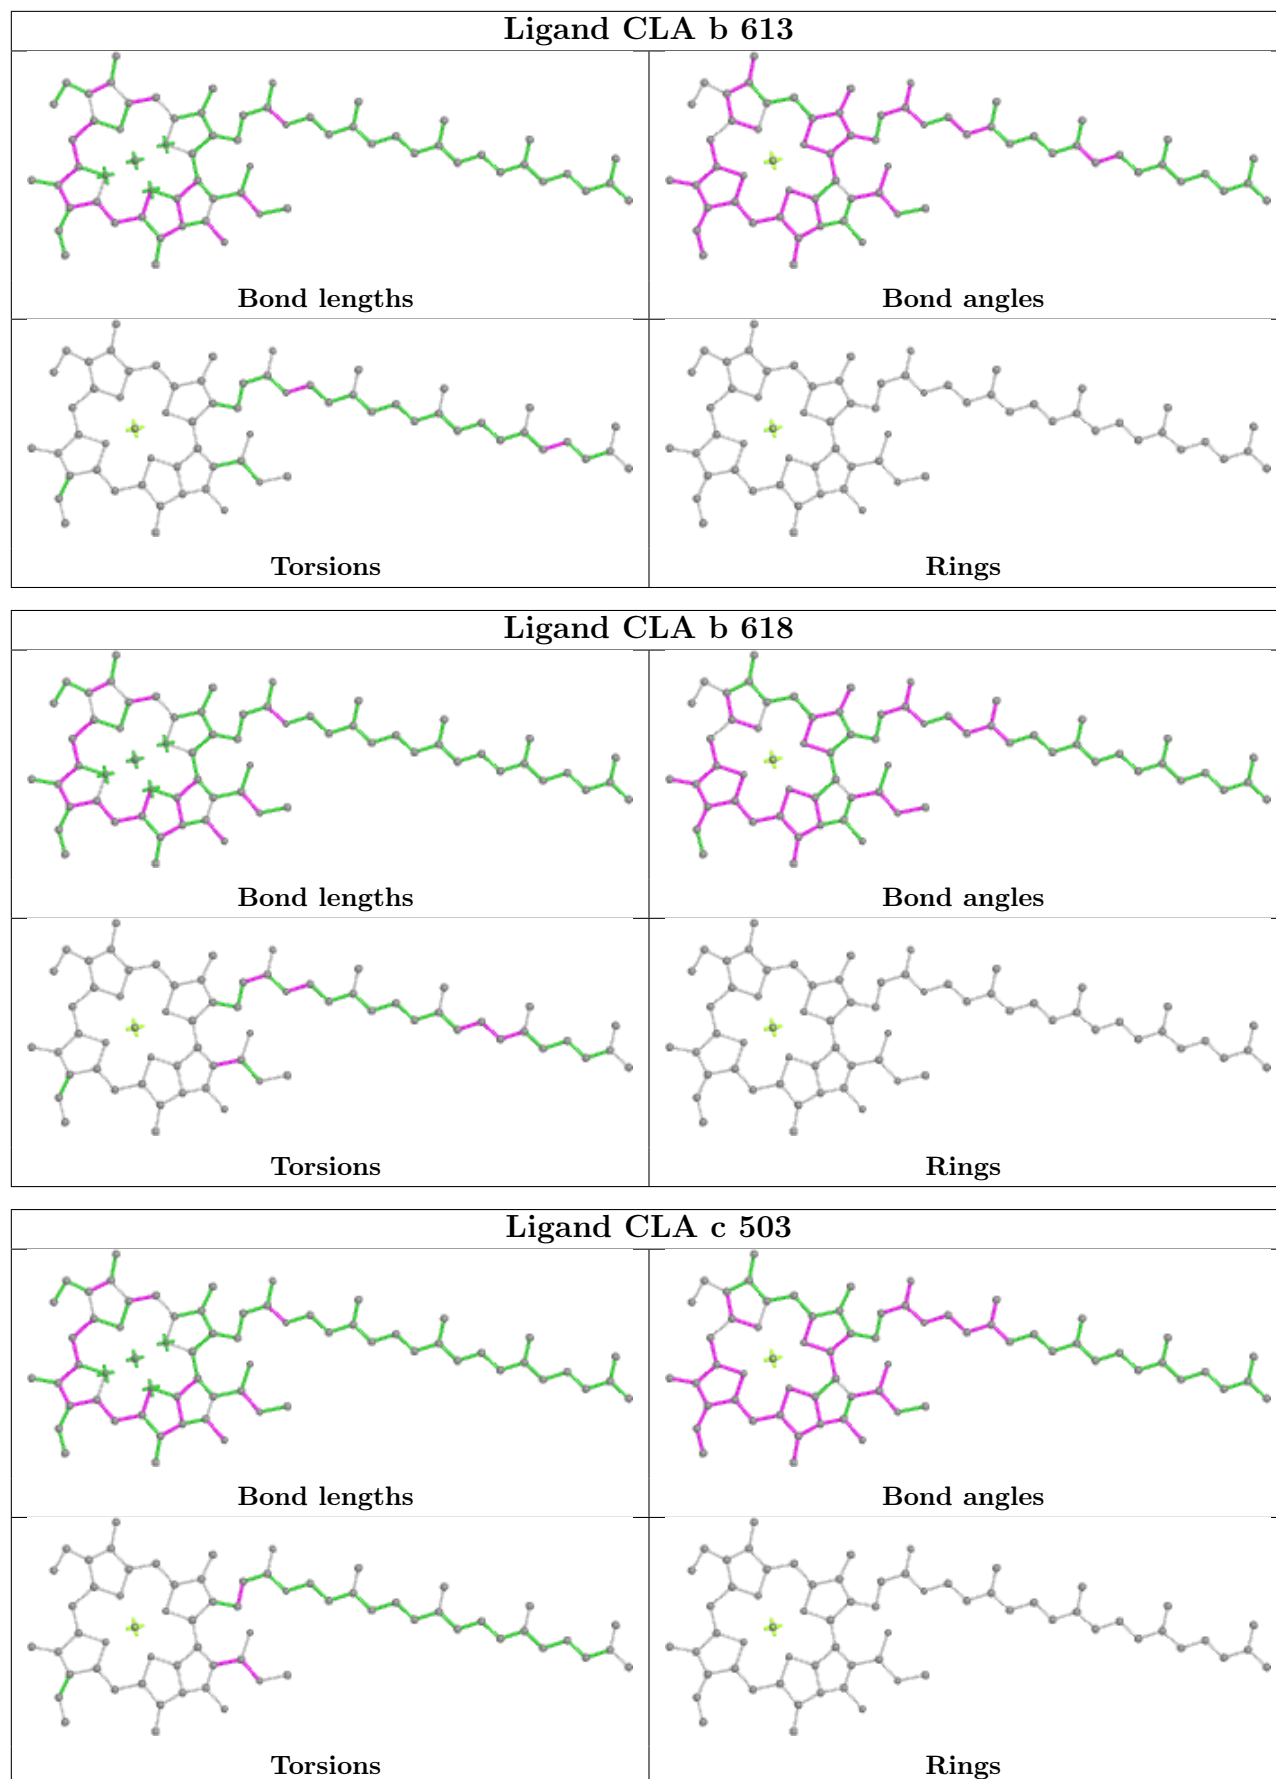 Ligand CLA b 613
Bond lengths
Bond angles
Torsions
Rings
Ligand CLA b 618
Bond lengths
Bond angles
Torsions
Rings
Ligand CLA c 503
Bond lengths
Bond angles
Torsions
Rings